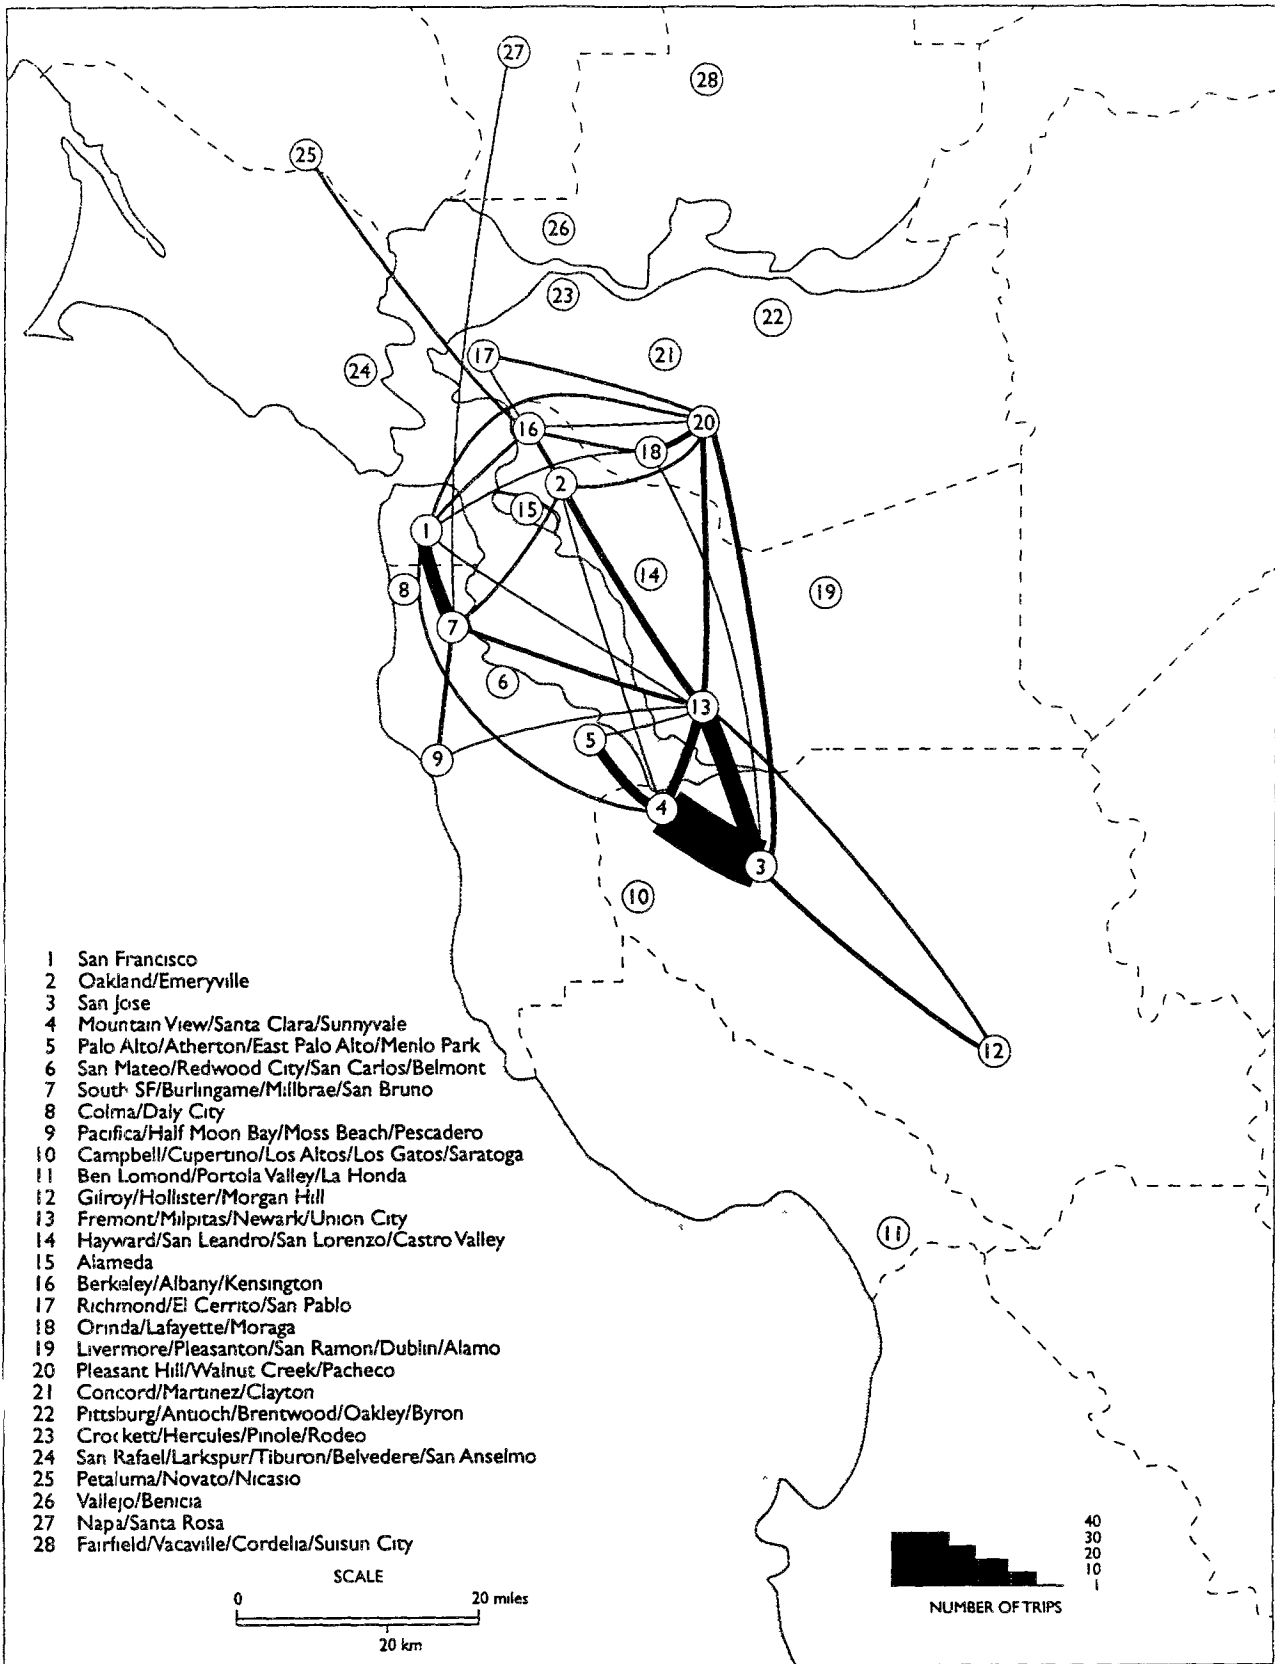 27
28
25
26
23
22
17
21
24
16
20
18
2
15
1
14
8
19
7
6
13
5
9
4
3
10
12
11
1 San Francisco
2 Oakland/Emeryville
3 San Jose
4 Mountain View/Santa Clara/Sunnyvale
5 Palo Alto/Atherton/East Palo Alto/Menlo Park
6 San Mateo/Redwood City/San Carlos/Belmont
7 South SF/Burlingame/Millbrae/San Bruno
8 Colma/Daly City
9 Pacifica/Half Moon Bay/Moss Beach/Pescadero
10 Campbell/Cupertino/Los Altos/Los Gatos/Saratoga
11 Ben Lomond/Portola Valley/La Honda
12 Gilroy/Hollister/Morgan Hill
13 Fremont/Milpitas/Newark/Union City
14 Hayward/San Leandro/San Lorenzo/Castro Valley
15 Alameda
16 Berkeley/Albany/Kensington
17 Richmond/El Cerrito/San Pablo
18 Orinda/Lafayette/Moraga
19 Livermore/Pleasanton/San Ramon/Dublin/Alamo
20 Pleasant Hill/Walnut Creek/Pacheco
21 Concord/Martinez/Clayton
22 Pittsburg/Antioch/Brentwood/Oakley/Byron
23 Crockett/Hercules/Pinole/Rodeo
24 San Rafael/Larkspur/Tiburon/Belvedere/San Anselmo
25 Petaluma/Novato/Nicasio
26 Vallejo/Benicia
27 Napa/Santa Rosa
28 Fairfield/Vacaville/Cordelia/Suisun City
SCALE
0 20 miles
20 km
40
30
20
10
1
NUMBER OF TRIPS